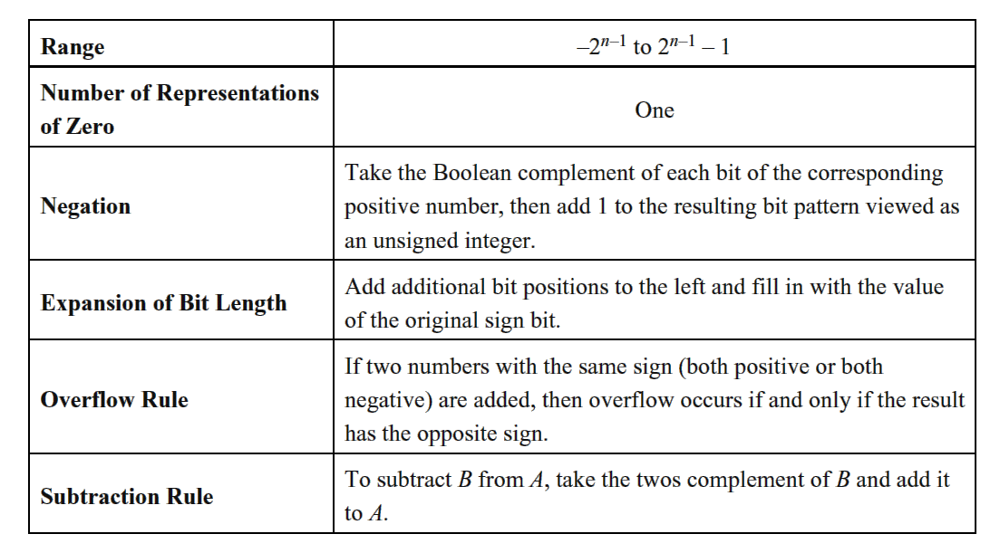 Range
–2ⁿ⁻¹ to 2ⁿ⁻¹ – 1
Number of Representations
of Zero
One
Negation
Take the Boolean complement of each bit of the corresponding
positive number, then add 1 to the resulting bit pattern viewed as
an unsigned integer.
Expansion of Bit Length
Add additional bit positions to the left and fill in with the value
of the original sign bit.
Overflow Rule
If two numbers with the same sign (both positive or both
negative) are added, then overflow occurs if and only if the result
has the opposite sign.
Subtraction Rule
To subtract B from A, take the twos complement of B and add it
to A.